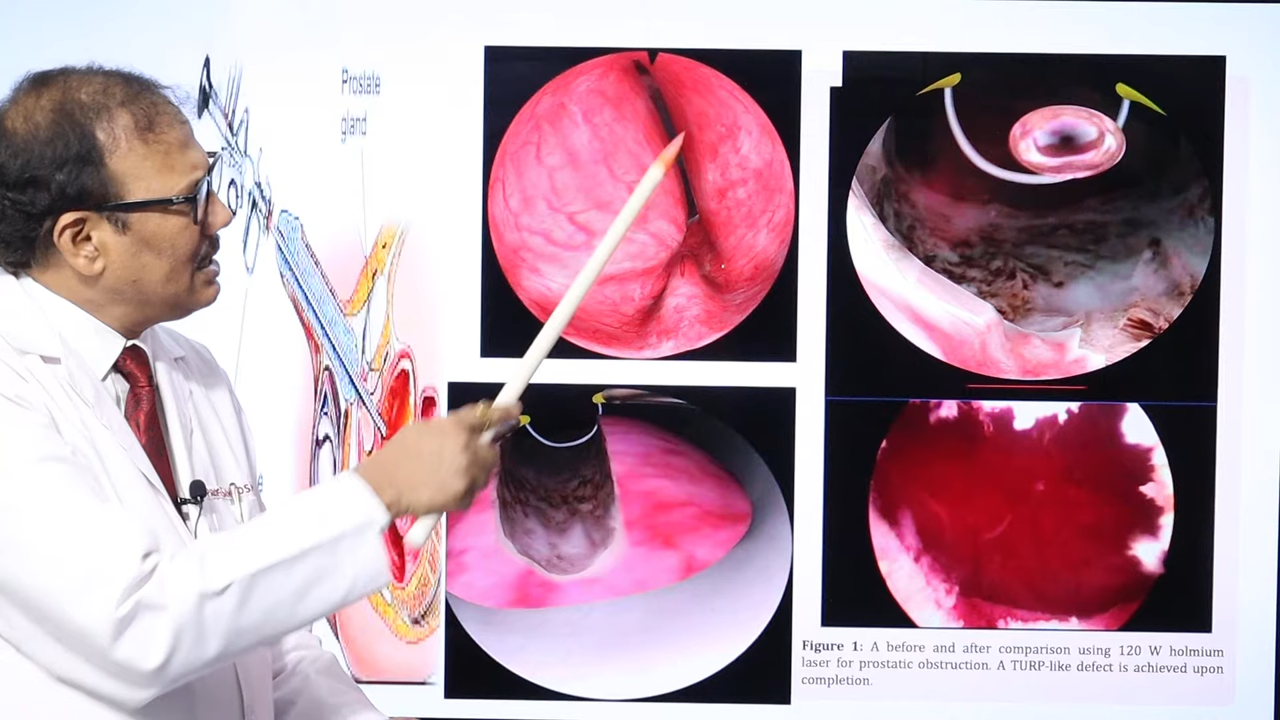 Prostate
gland
Figure 1: A before and after comparison using 120 W holmium
laser for prostatic obstruction. A TURP-like defect is achieved upon
completion.